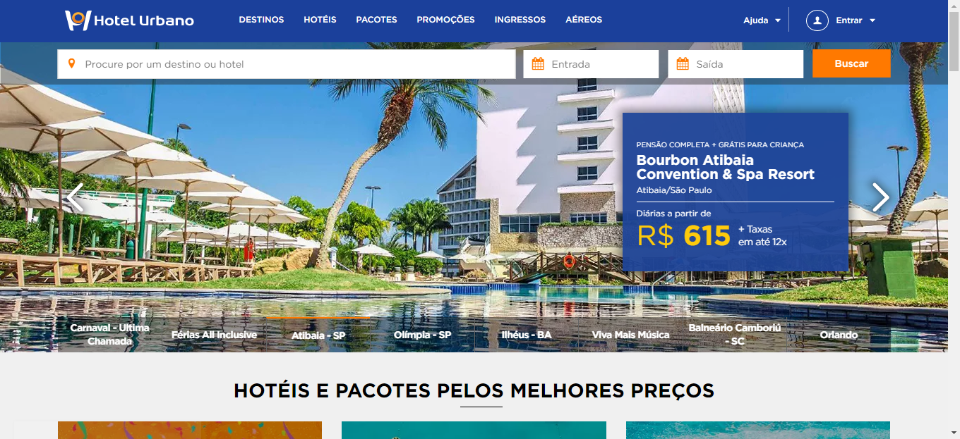 Hotel Urbano
DESTINOS HOTÉIS PACOTES PROMOÇÕES INGRESSOS AÉREOS
Ajuda Entrar
Procure por um destino ou hotel
Entrada
Saída
Buscar
PENSÃO COMPLETA + GRÁTIS PARA CRIANÇA
Bourbon Atibaia
Convention & Spa Resort
Atibaia/São Paulo
Diárias a partir de
R$ 615 + Taxas
em até 12x
Carnaval - Ultima
Chamada
Férias All Inclusive
Atibaia - SP
Olímpia - SP
Ilhéus - BA
Viva Mais Música
Balneário Camboriú
- SC
Orlando
HOTÉIS E PACOTES PELOS MELHORES PREÇOS